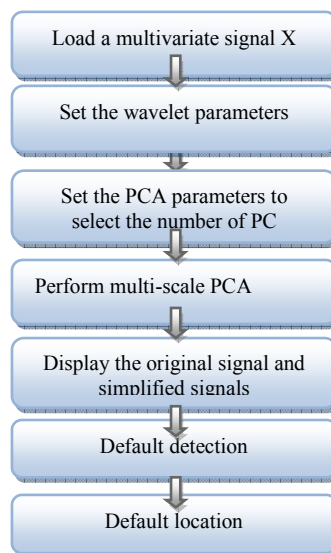 Load a multivariate signal X
Set the wavelet parameters
Set the PCA parameters to
select the number of PC
Perform multi-scale PCA
Display the original signal and
simplified signals
Default detection
Default location